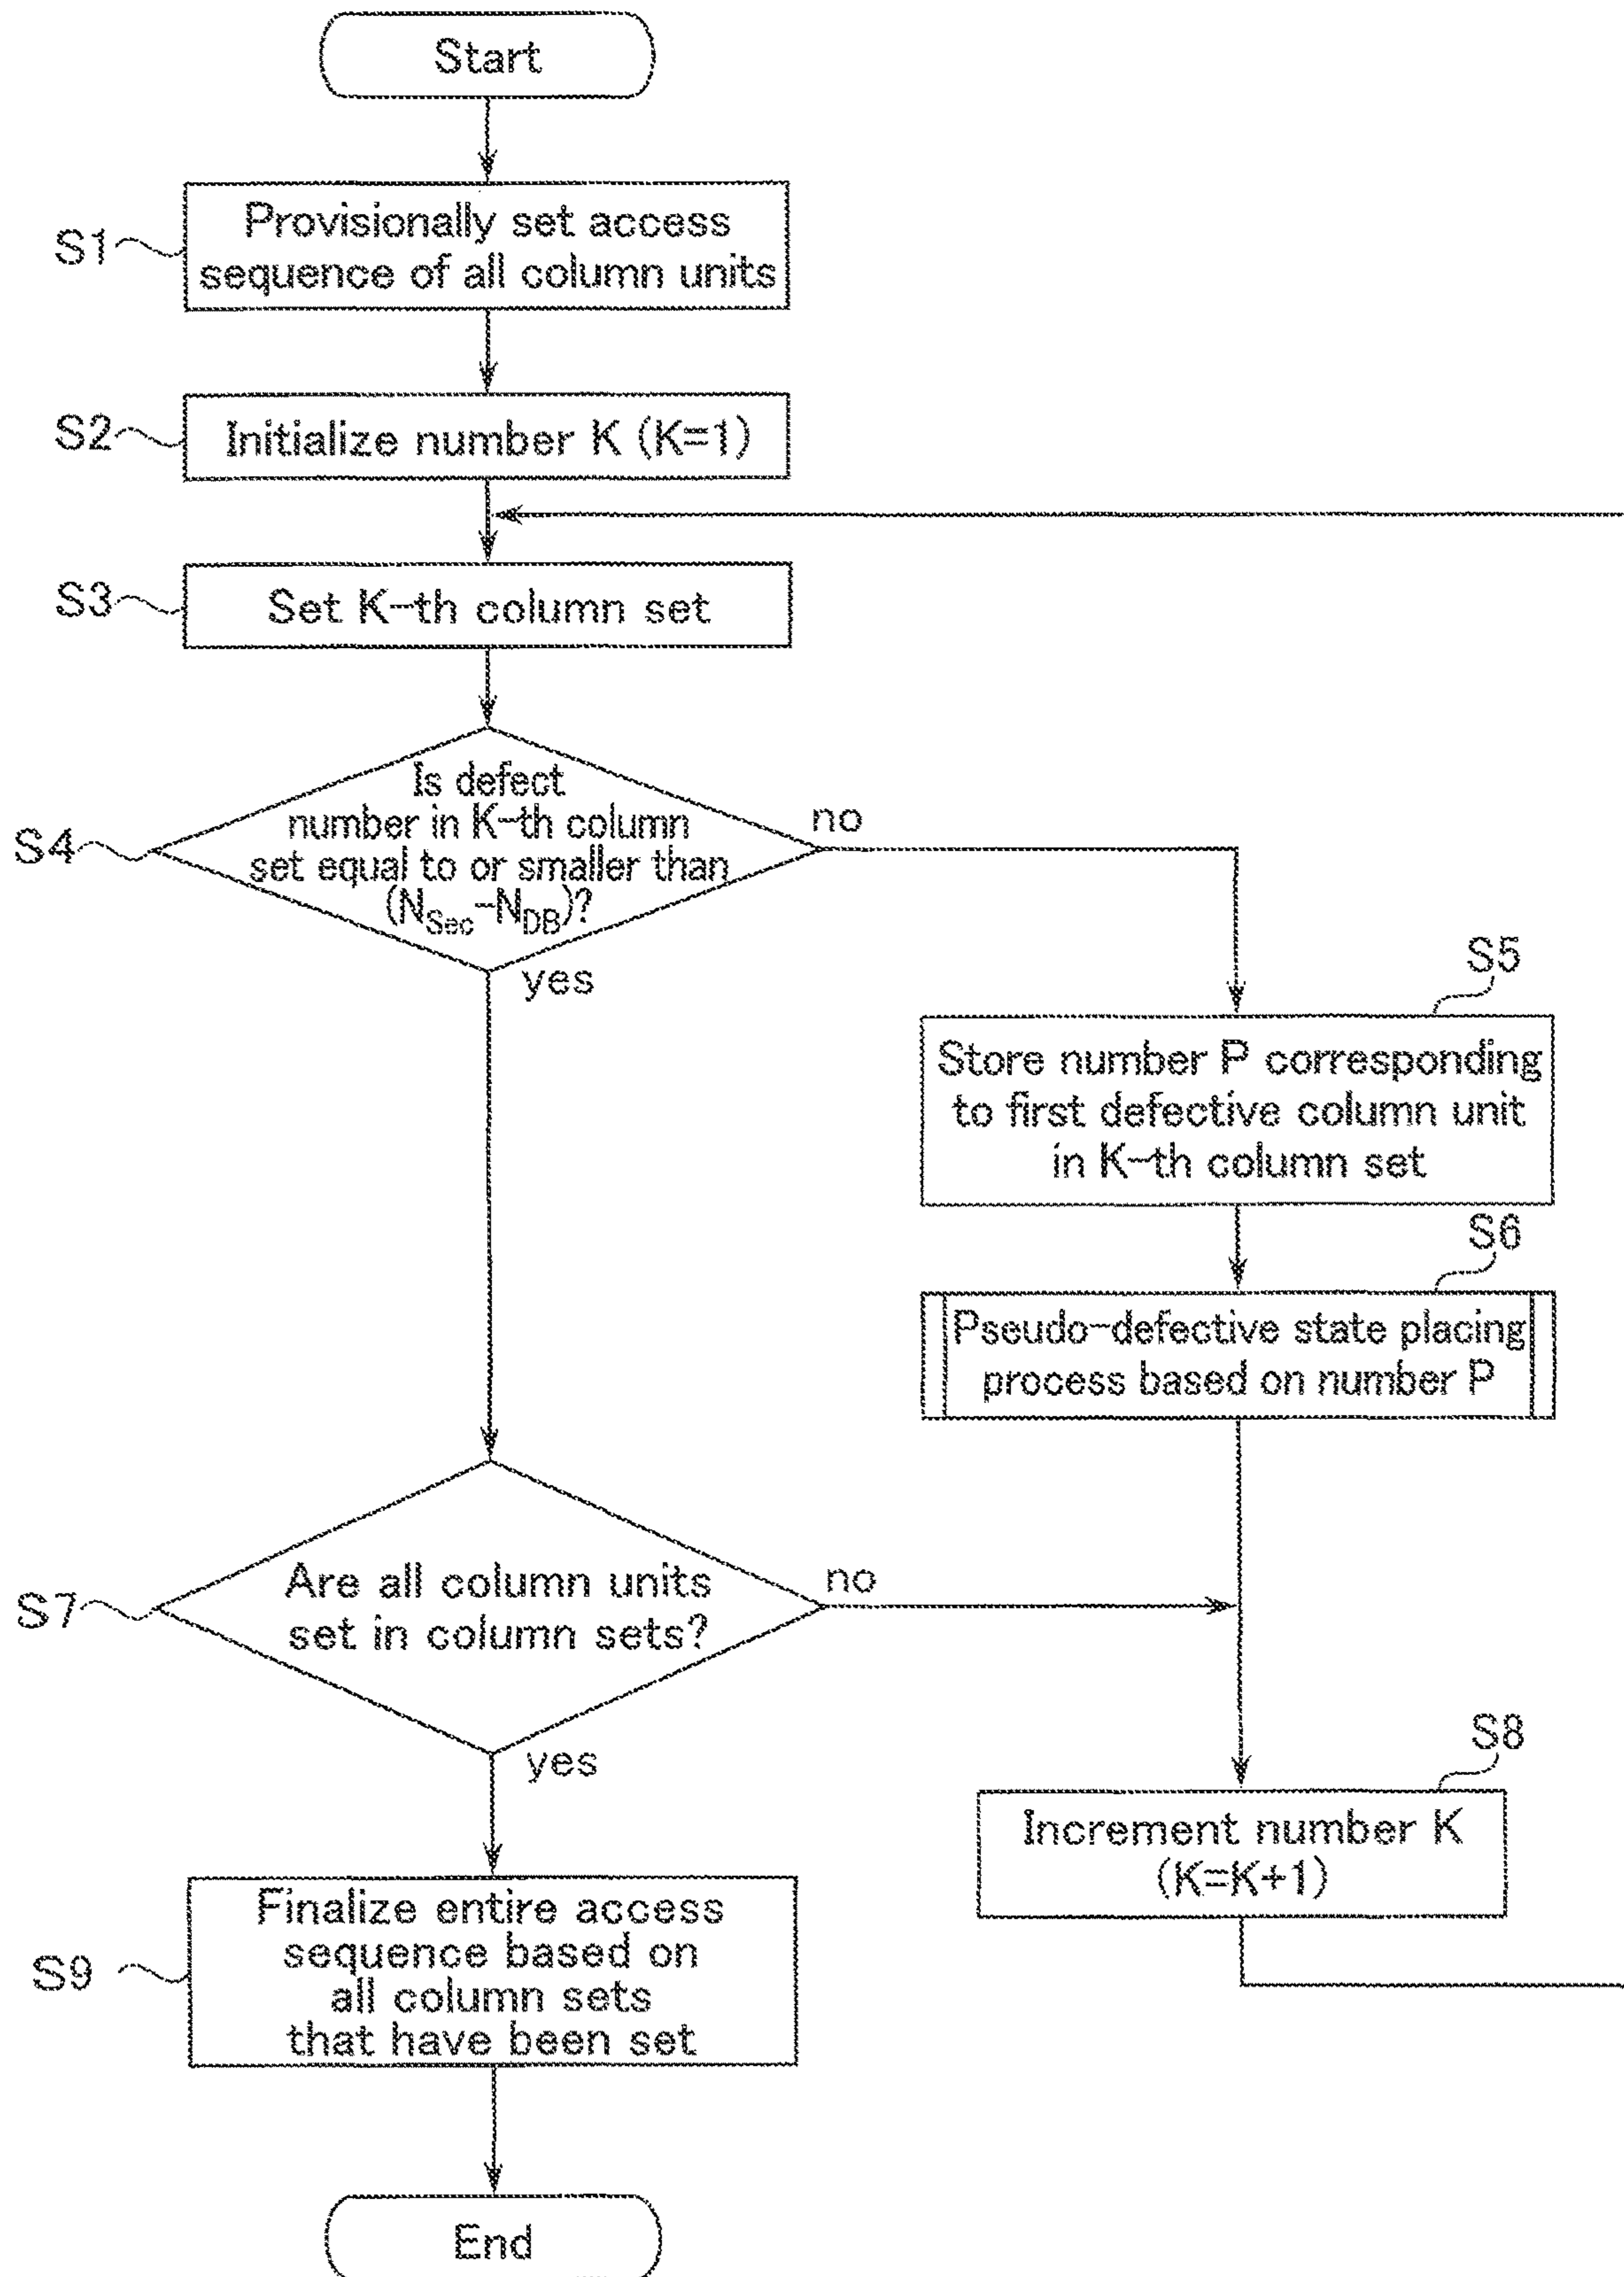 Start
S1
Provisionally set access
sequence of all column units
S2
Initialize number K (K=1)
S3
Set K-th column set
S4
Is defect
number in K-th column
set equal to or smaller than
(NSec-NDB)?
no
yes
S5
Store number P corresponding
to first defective column unit
in K-th column set
S6
Pseudo-defective state placing
process based on number P
S7
Are all column units
set in column sets?
no
yes
S8
Increment number K
(K=K+1)
S9
Finalize entire access
sequence based on
all column sets
that have been set
End